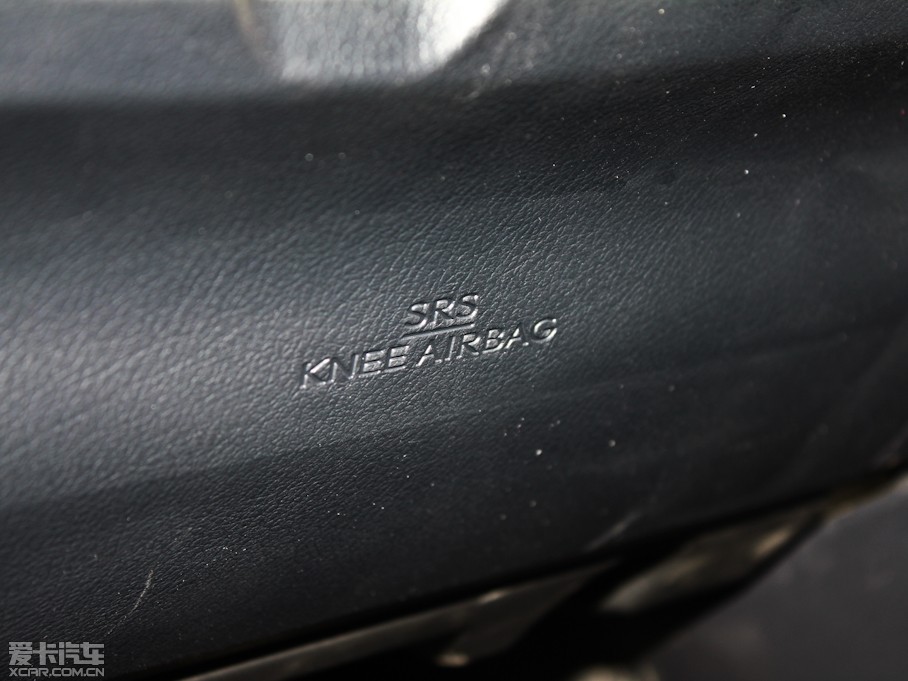 SRS
KNEE AIRBAG
爱卡汽车
XCAR.COM.CN